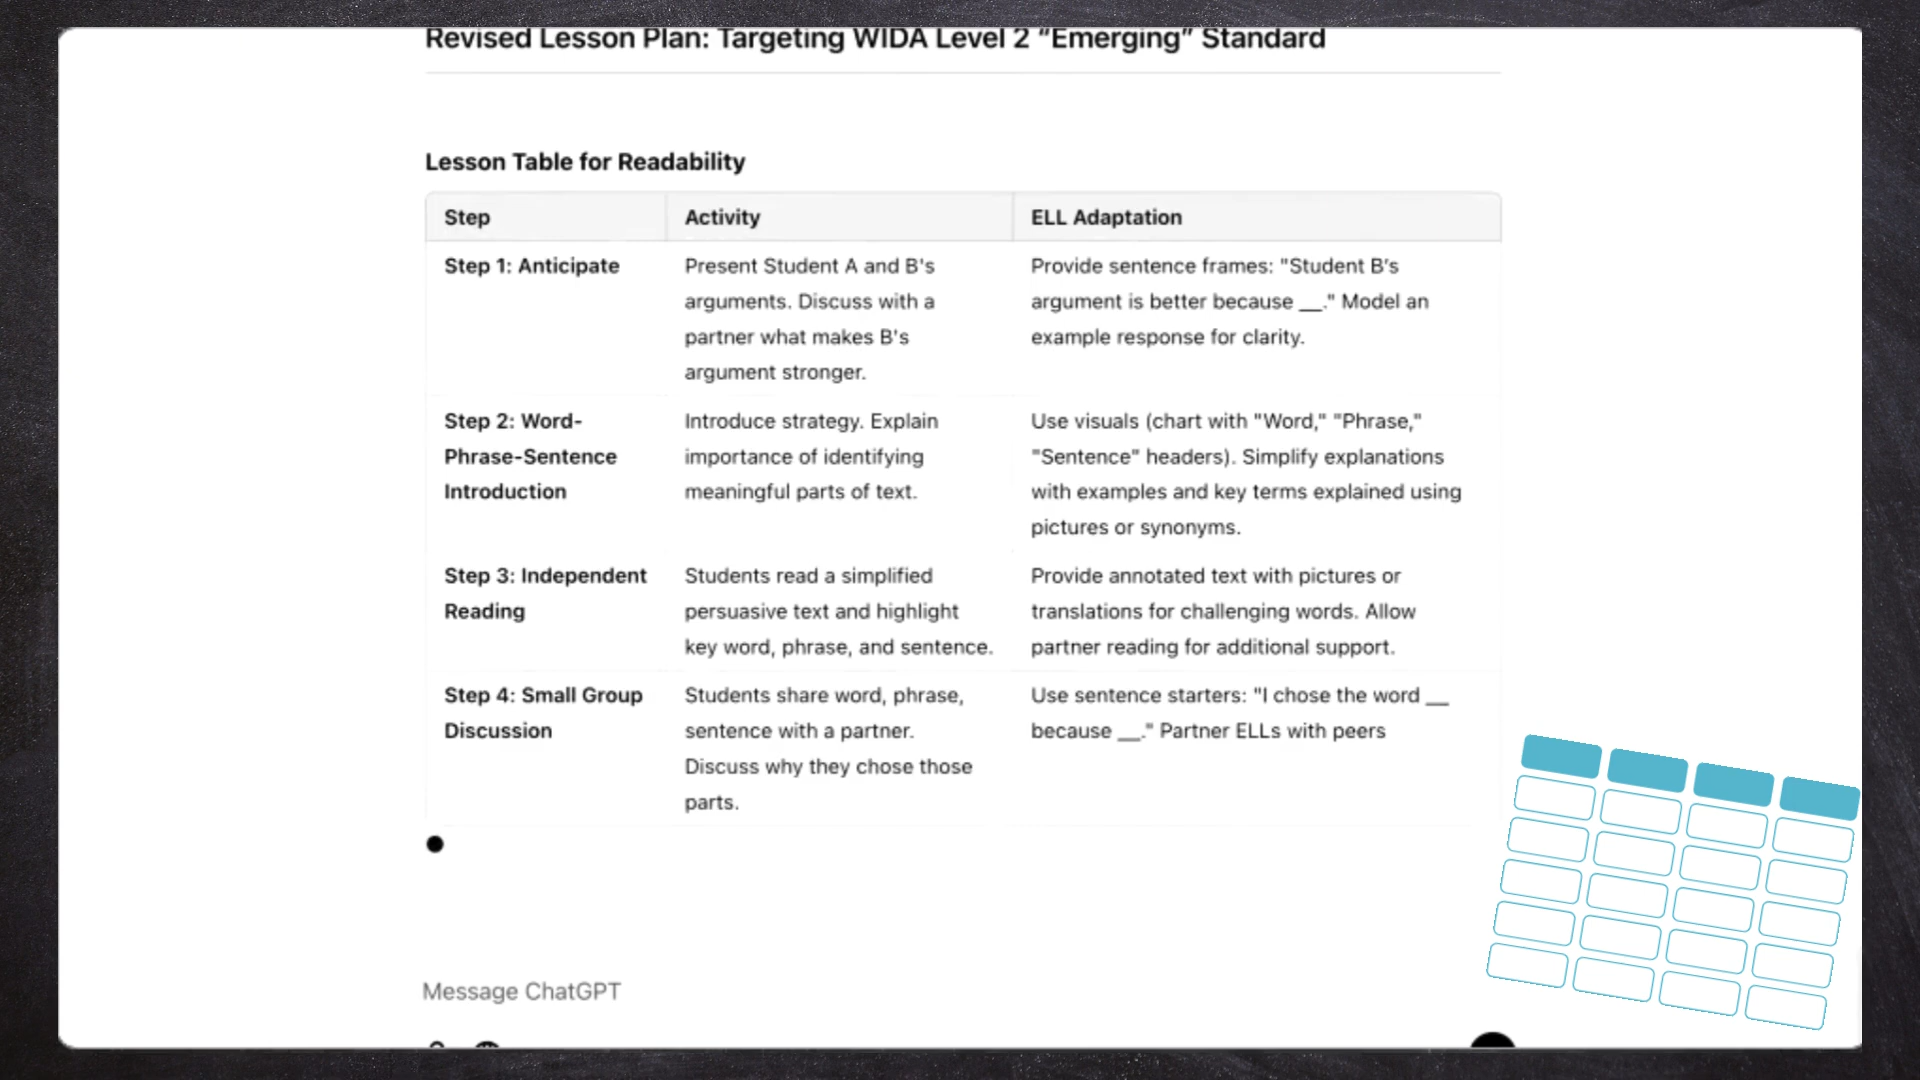 Revised Lesson Plan: Targeting WIDA Level 2 “Emerging” Standard
Lesson Table for Readability
Step
Activity
ELL Adaptation
Step 1: Anticipate
Present Student A and B's
arguments. Discuss with a
partner what makes B's
argument stronger.
Provide sentence frames: "Student B's
argument is better because __." Model an
example response for clarity.
Step 2: Word-
Phrase-Sentence
Introduction
Introduce strategy. Explain
importance of identifying
meaningful parts of text.
Use visuals (chart with "Word," "Phrase,"
"Sentence" headers). Simplify explanations
with examples and key terms explained using
pictures or synonyms.
Step 3: Independent
Reading
Students read a simplified
persuasive text and highlight
key word, phrase, and sentence.
Provide annotated text with pictures or
translations for challenging words. Allow
partner reading for additional support.
Step 4: Small Group
Discussion
Students share word, phrase,
sentence with a partner.
Discuss why they chose those
parts.
Use sentence starters: "I chose the word __
because __." Partner ELLs with peers
Message ChatGPT